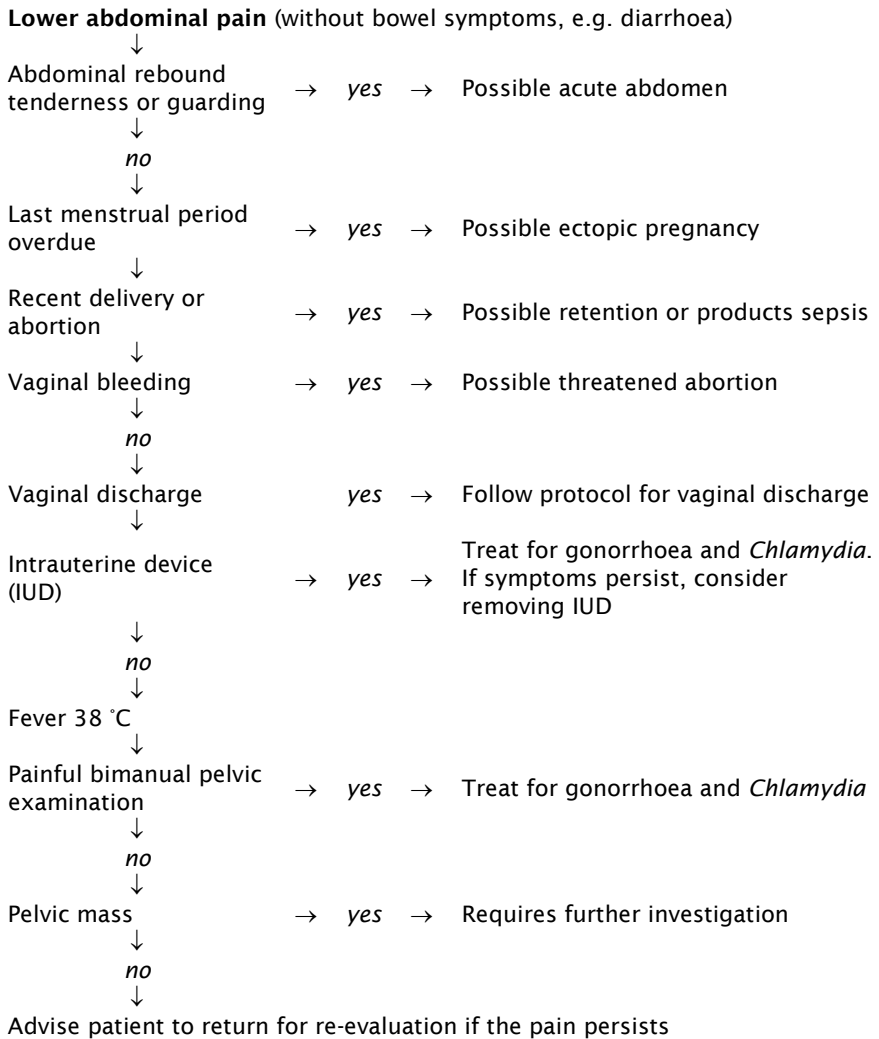 Lower abdominal pain (without bowel symptoms, e.g. diarrhoea)
↓
Abdominal rebound
tenderness or guarding → yes → Possible acute abdomen
↓
no
↓
Last menstrual period
overdue → yes → Possible ectopic pregnancy
↓
Recent delivery or
abortion → yes → Possible retention or products sepsis
↓
Vaginal bleeding → yes → Possible threatened abortion
↓
no
↓
Vaginal discharge yes → Follow protocol for vaginal discharge
↓
Intrauterine device
(IUD) → yes → Treat for gonorrhoea and Chlamydia.
If symptoms persist, consider
removing IUD
↓
no
↓
Fever 38 °C
↓
Painful bimanual pelvic
examination → yes → Treat for gonorrhoea and Chlamydia
↓
no
↓
Pelvic mass → yes → Requires further investigation
↓
no
↓
Advise patient to return for re-evaluation if the pain persists